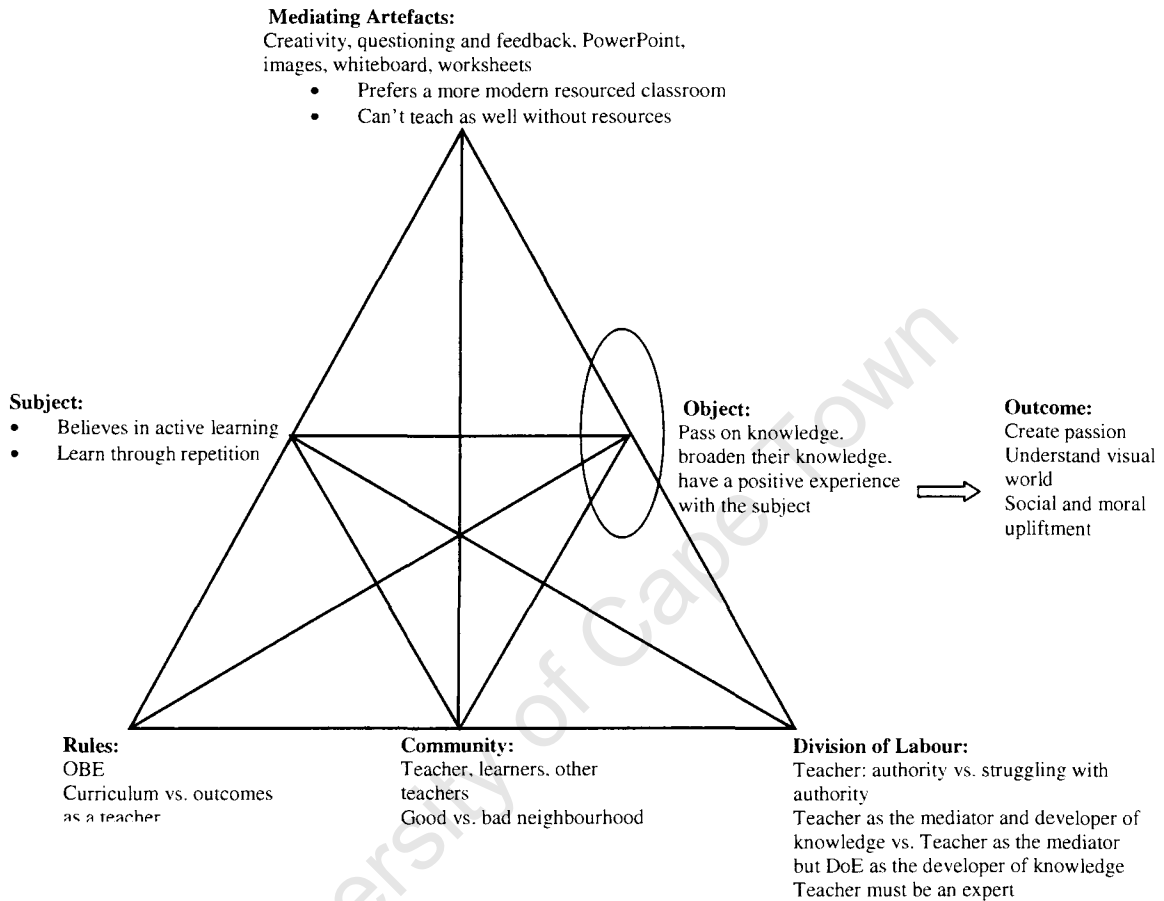 Mediating Artefacts:
Creativity, questioning and feedback, PowerPoint,
images, whiteboard, worksheets
• Prefers a more modern resourced classroom
• Can't teach as well without resources
Subject:
• Believes in active learning
• Learn through repetition
Object:
Pass on knowledge.
broaden their knowledge.
have a positive experience
with the subject
Outcome:
Create passion
Understand visual
world
Social and moral
upliftment
Rules:
OBE
Curriculum vs. outcomes
as a teacher
Community:
Teacher, learners, other
teachers
Good vs. bad neighbourhood
Division of Labour:
Teacher: authority vs. struggling with
authority
Teacher as the mediator and developer of
knowledge vs. Teacher as the mediator
but DoE as the developer of knowledge
Teacher must be an expert
ersity of Cape Town